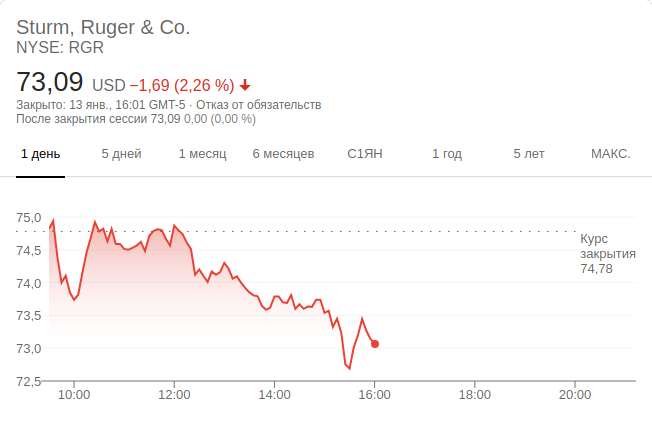 Sturm, Ruger & Co.
NYSE: RGR
73,09 USD −1,69 (2,26 %)
Закрыто: 13 янв., 16:01 GMT-5 · Отказ от обязательств
После закрытия сессии 73,09 0,00 (0,00 %)
1 день 5 дней 1 месяц 6 месяцев С1ЯН 1 год 5 лет МАКС.
75,0
74,5
74,0
73,5
73,0
72,5
Курс
закрытия
74,78
10:00 12:00 14:00 16:00 18:00 20:00